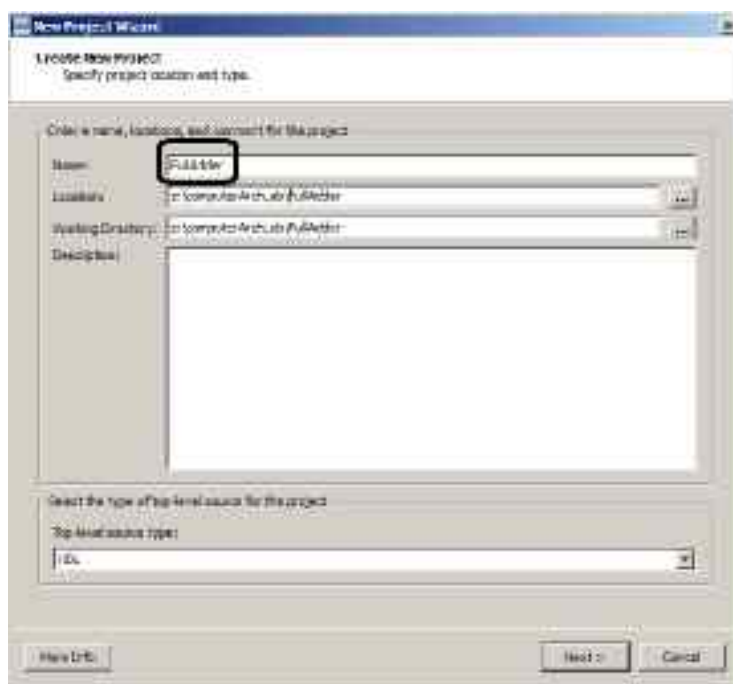 New Project Wizard
Create New Project
Specify project location and type.
Enter a name, locations, and comment for the project
Name:
FullAdder
Location:
Working Directory:
Description:
Select the type of top-level source for the project
Top-level source type:
HDL
More Info
Next >
Cancel